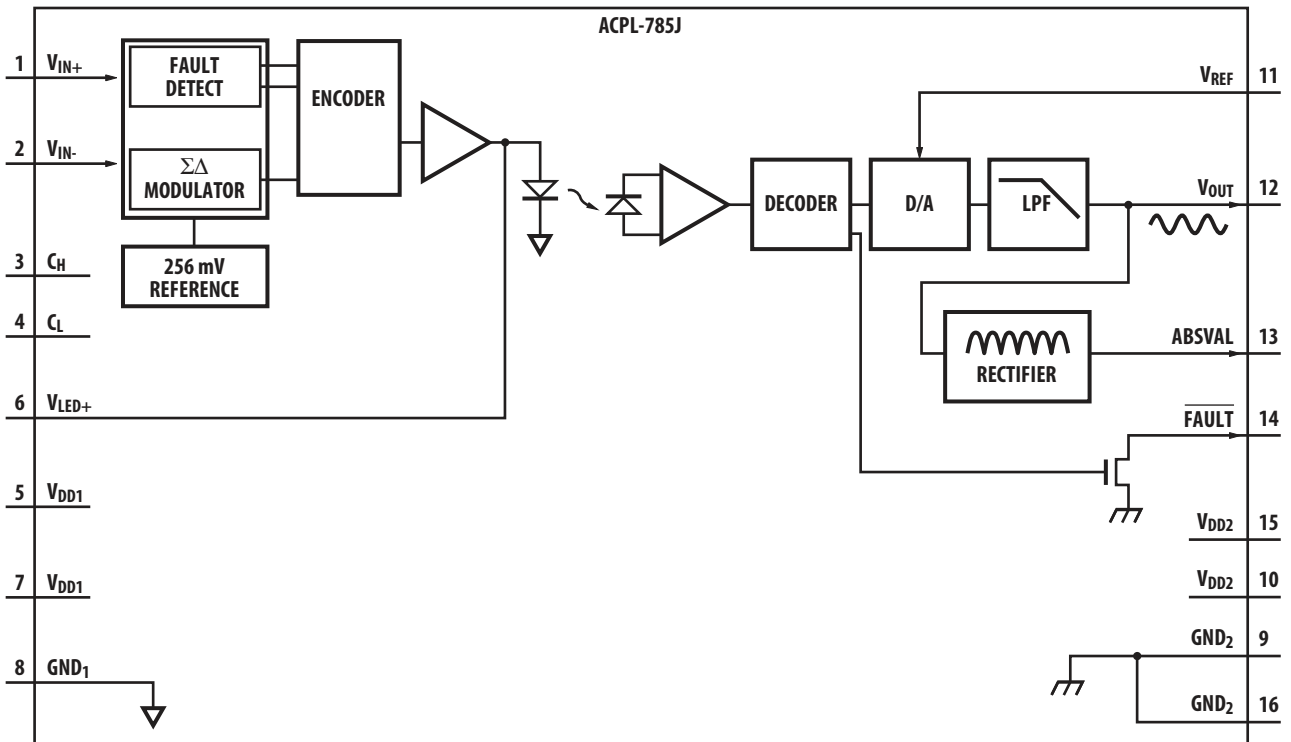 ACPL-785J
1 VIN+
2 VIN-
3 CH
4 CL
6 VLED+
5 VDD1
7 VDD1
8 GND1
FAULT
DETECT
ΣΔ
MODULATOR
256 mV
REFERENCE
ENCODER
DECODER
D/A
LPF
RECTIFIER
VREF 11
VOUT 12
ABSVAL 13
FAULT 14
VDD2 15
VDD2 10
GND2 9
GND2 16